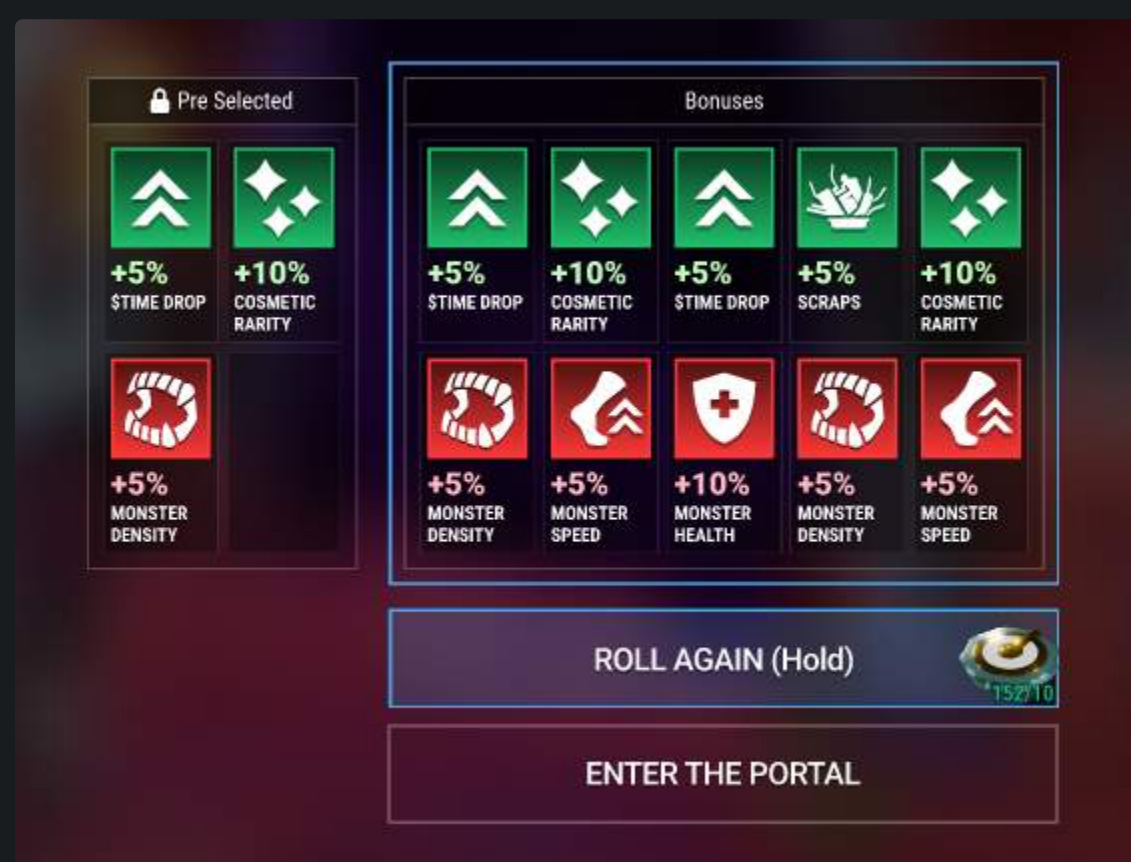 Pre Selected
+5%
$TIME DROP
+10%
COSMETIC
RARITY
+5%
MONSTER
DENSITY
Bonuses
+5%
$TIME DROP
+10%
COSMETIC
RARITY
+5%
$TIME DROP
+5%
SCRAPS
+10%
COSMETIC
RARITY
+5%
MONSTER
DENSITY
+5%
MONSTER
SPEED
+10%
MONSTER
HEALTH
+5%
MONSTER
DENSITY
+5%
MONSTER
SPEED
ROLL AGAIN (Hold)
152/10
ENTER THE PORTAL